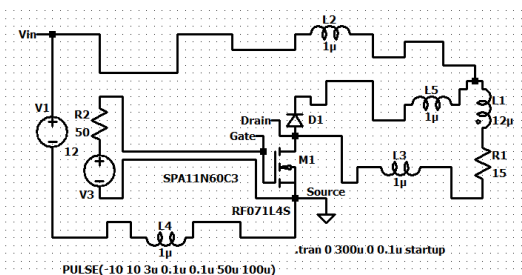 L2
Vin
1µ
V1
R2
50
12
V3
L5
1µ
L1
12µ
Drain
D1
Gate
M1
L3
1µ
R1
15
SPA11N60C3
Source
RF071L4S
L4
1µ
.tran 0 300u 0 0.1u startup
PULSE(-10 10 3u 0.1u 0.1u 50u 100u)